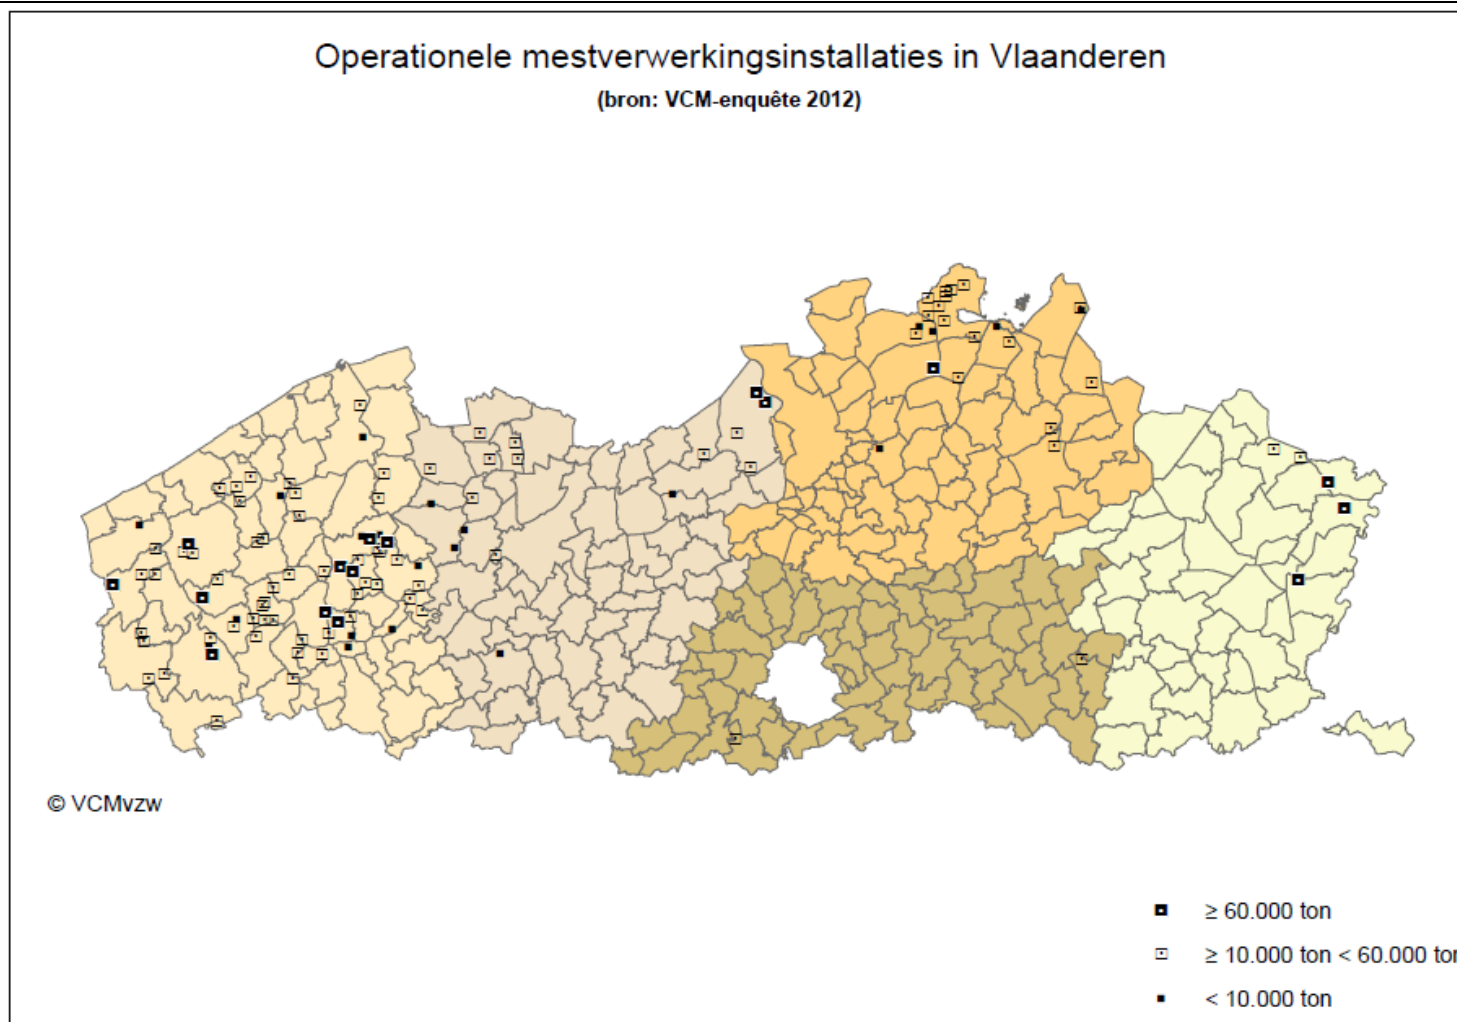 Operationele mestverwerkingsinstallaties in Vlaanderen
(bron: VCM-enquête 2012)
© VCMvzw
≥ 60.000 ton
≥ 10.000 ton < 60.000 ton
< 10.000 ton